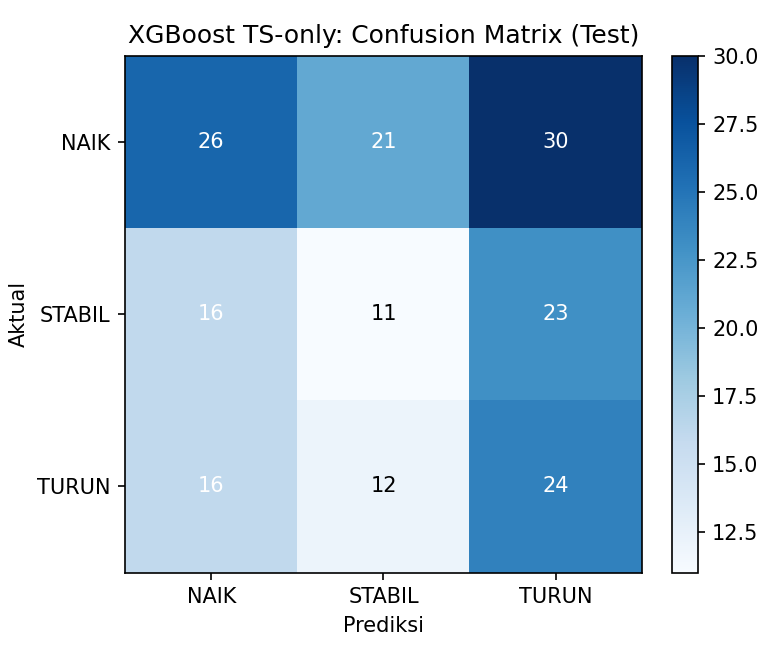 XGBoost TS-only: Confusion Matrix (Test)
NAIK 26 21 30
STABIL 16 11 23
TURUN 16 12 24
NAIK STABIL TURUN
Prediksi
Aktual
30.0
27.5
25.0
22.5
20.0
17.5
15.0
12.5